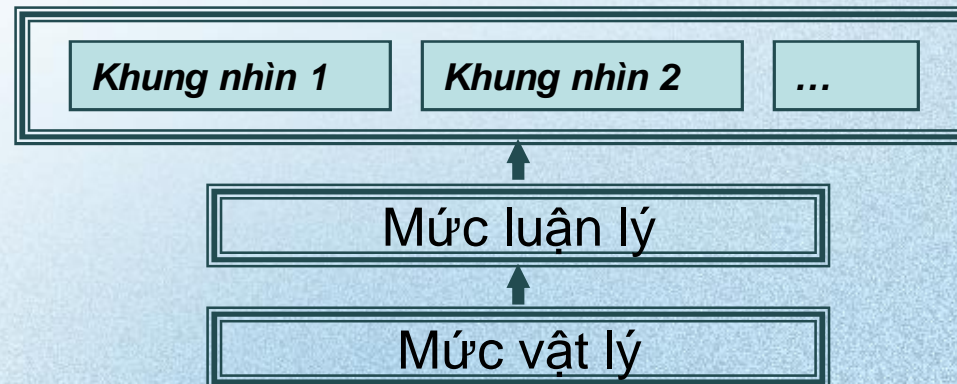 Khung nhìn 1
Khung nhìn 2
...
Mức luận lý
Mức vật lý